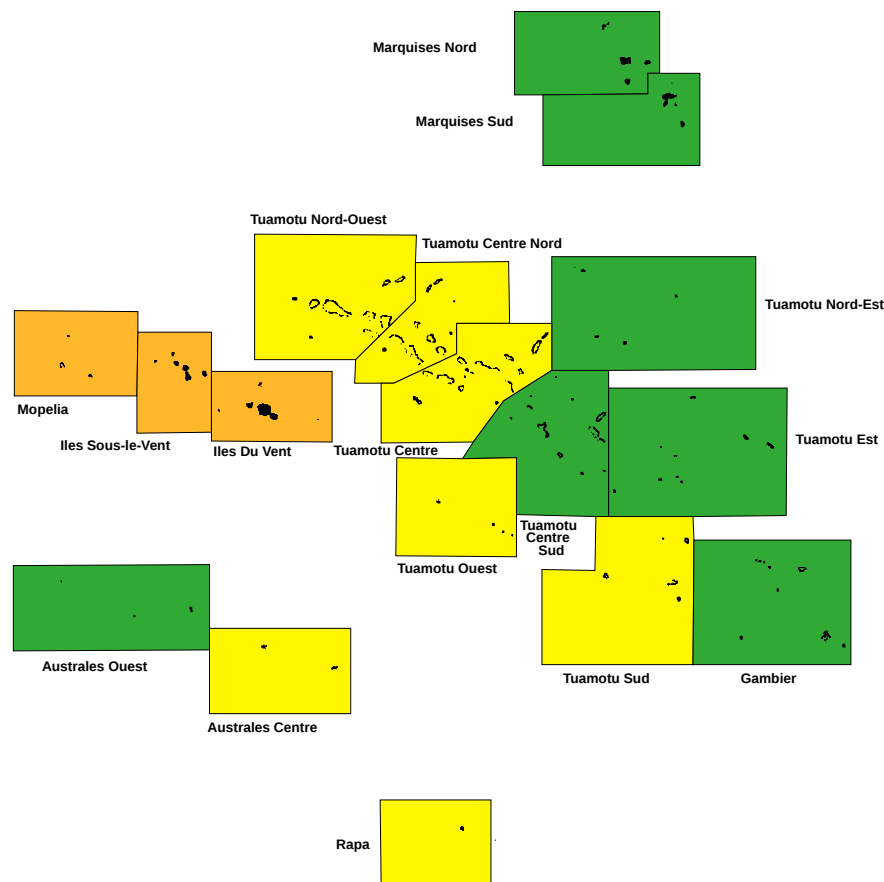 Marquises Nord
Marquises Sud
Tuamotu Nord-Ouest
Tuamotu Centre Nord
Tuamotu Nord-Est
Mopelia
Iles Sous-le-Vent
Iles Du Vent
Tuamotu Centre
Tuamotu Est
Tuamotu
Centre
Sud
Tuamotu Ouest
Australes Ouest
Tuamotu Sud
Gambier
Australes Centre
Rapa